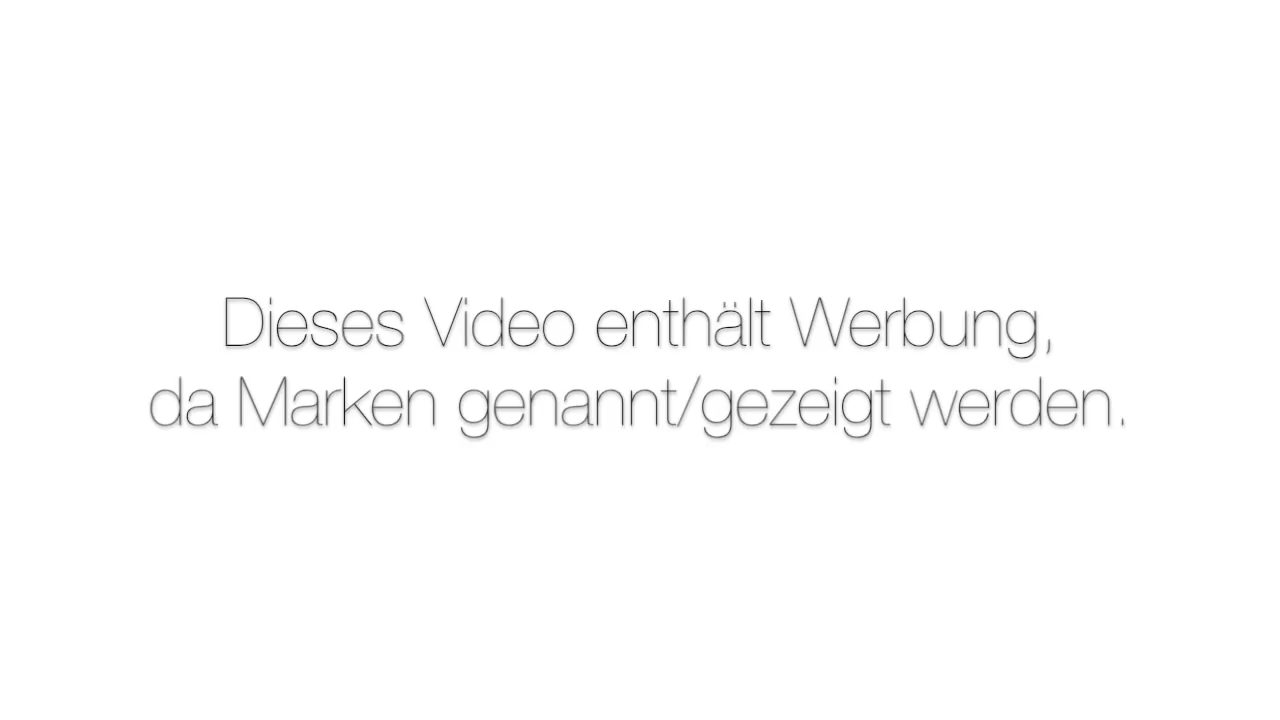 Dieses Video enthält Werbung,
da Marken genannt/gezeigt werden.